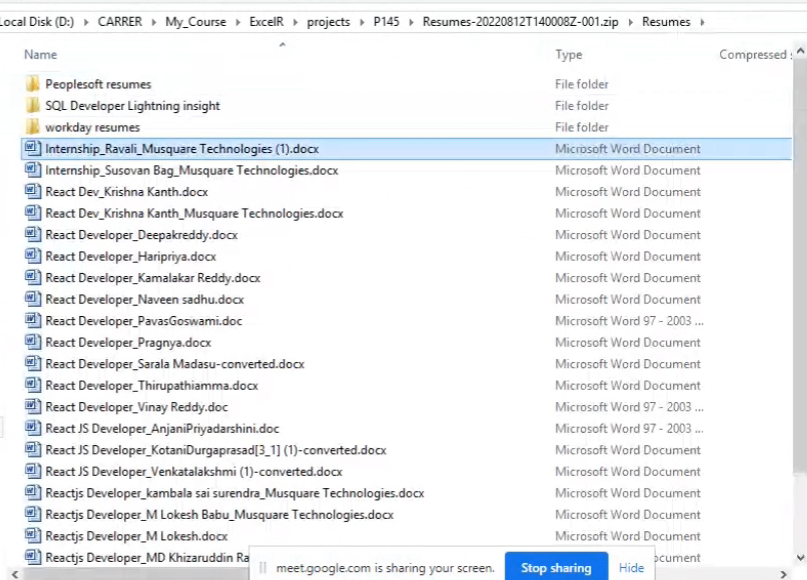 Local Disk (D:) CARRER My_Course ExcelR projects P145 Resumes-20220812T140008Z-001.zip Resumes
Name Type Compressed
Peoplesoft resumes File folder
SQL Developer Lightning insight File folder
workday resumes File folder
Internship_Ravali_Musquare Technologies (1).docx Microsoft Word Document
Internship_Susovan Bag_Musquare Technologies.docx Microsoft Word Document
React Dev_Krishna Kanth.docx Microsoft Word Document
React Dev_Krishna Kanth_Musquare Technologies.docx Microsoft Word Document
React Developer_Deepakreddy.docx Microsoft Word Document
React Developer_Haripriya.docx Microsoft Word Document
React Developer_Kamalakar Reddy.docx Microsoft Word Document
React Developer_Naveen sadhu.docx Microsoft Word Document
React Developer_PavasGoswami.doc Microsoft Word 97 - 2003 ...
React Developer_Pragnya.docx Microsoft Word Document
React Developer_Sarala Madasu-converted.docx Microsoft Word Document
React Developer_Thirupathiamma.docx Microsoft Word Document
React Developer_Vinay Reddy.doc Microsoft Word 97 - 2003 ...
React JS Developer_AnjaniPriyadarshini.doc Microsoft Word 97 - 2003 ...
React JS Developer_KotaniDurgaprasad[3_1] (1)-converted.docx Microsoft Word Document
React JS Developer_Venkatalakshmi (1)-converted.docx Microsoft Word Document
Reactjs Developer_kambala sai surendra_Musquare Technologies.docx Microsoft Word Document
Reactjs Developer_M Lokesh Babu_Musquare Technologies.docx Microsoft Word Document
Reactjs Developer_M Lokesh.docx Microsoft Word Document
Reactjs Developer_MD Khizaruddin Ra ocument
meet.google.com is sharing your screen. Stop sharing Hide